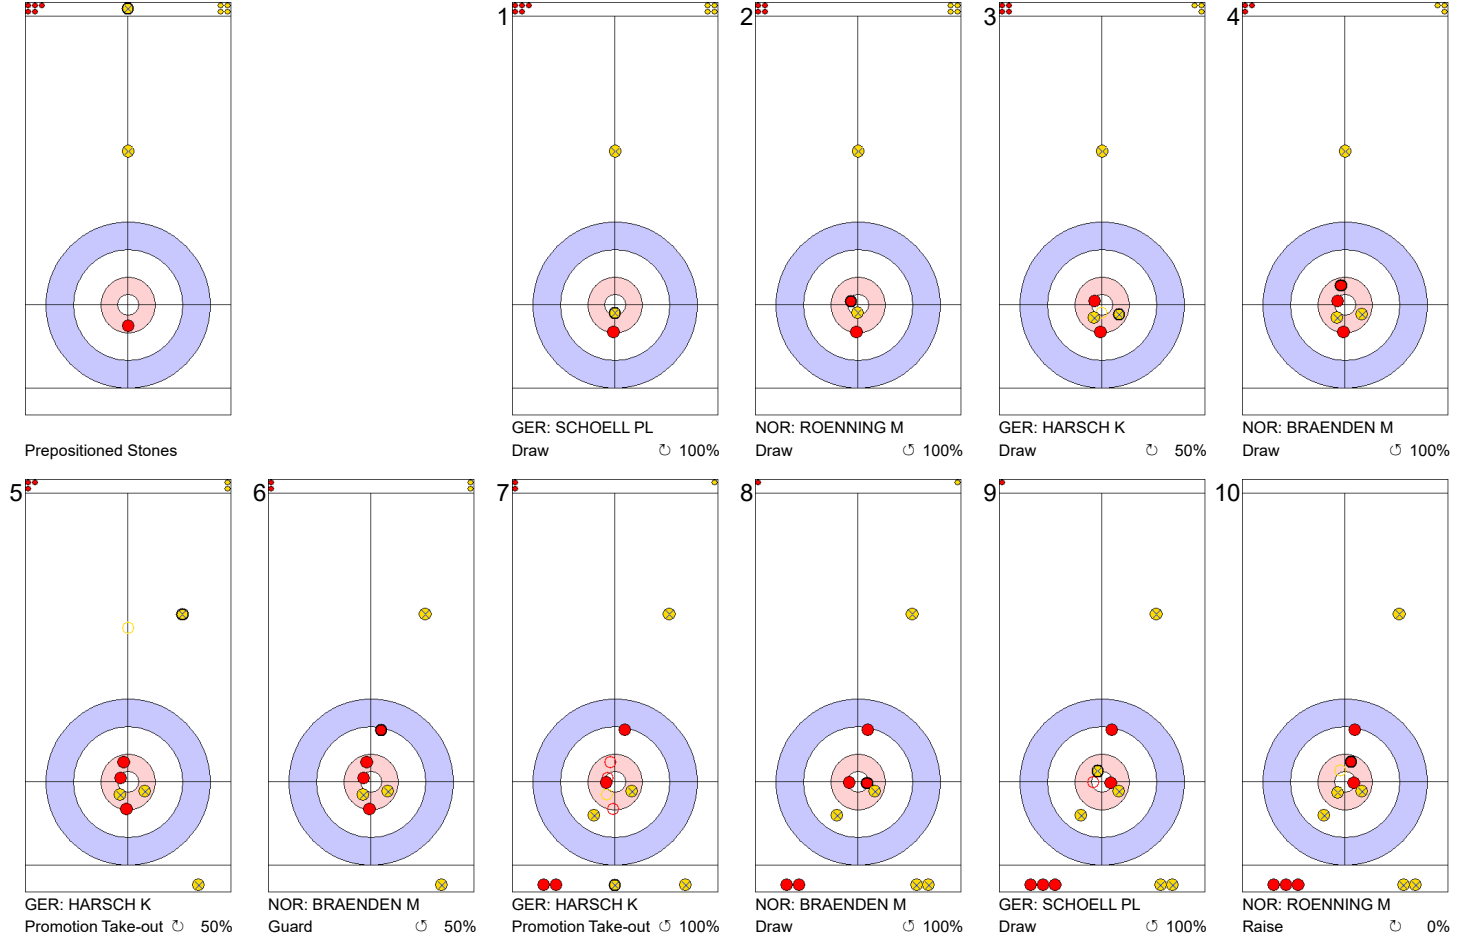 1
2
3
4
Prepositioned Stones
GER: SCHOELL PL
Draw ↻ 100%
NOR: ROENNING M
Draw ↺ 100%
GER: HARSCH K
Draw ↻ 50%
NOR: BRAENDEN M
Draw ↺ 100%
5
6
7
8
9
10
GER: HARSCH K
Promotion Take-out ↻ 50%
NOR: BRAENDEN M
Guard ↺ 50%
GER: HARSCH K
Promotion Take-out ↺ 100%
NOR: BRAENDEN M
Draw ↺ 100%
GER: SCHOELL PL
Draw ↺ 100%
NOR: ROENNING M
Raise ↻ 0%